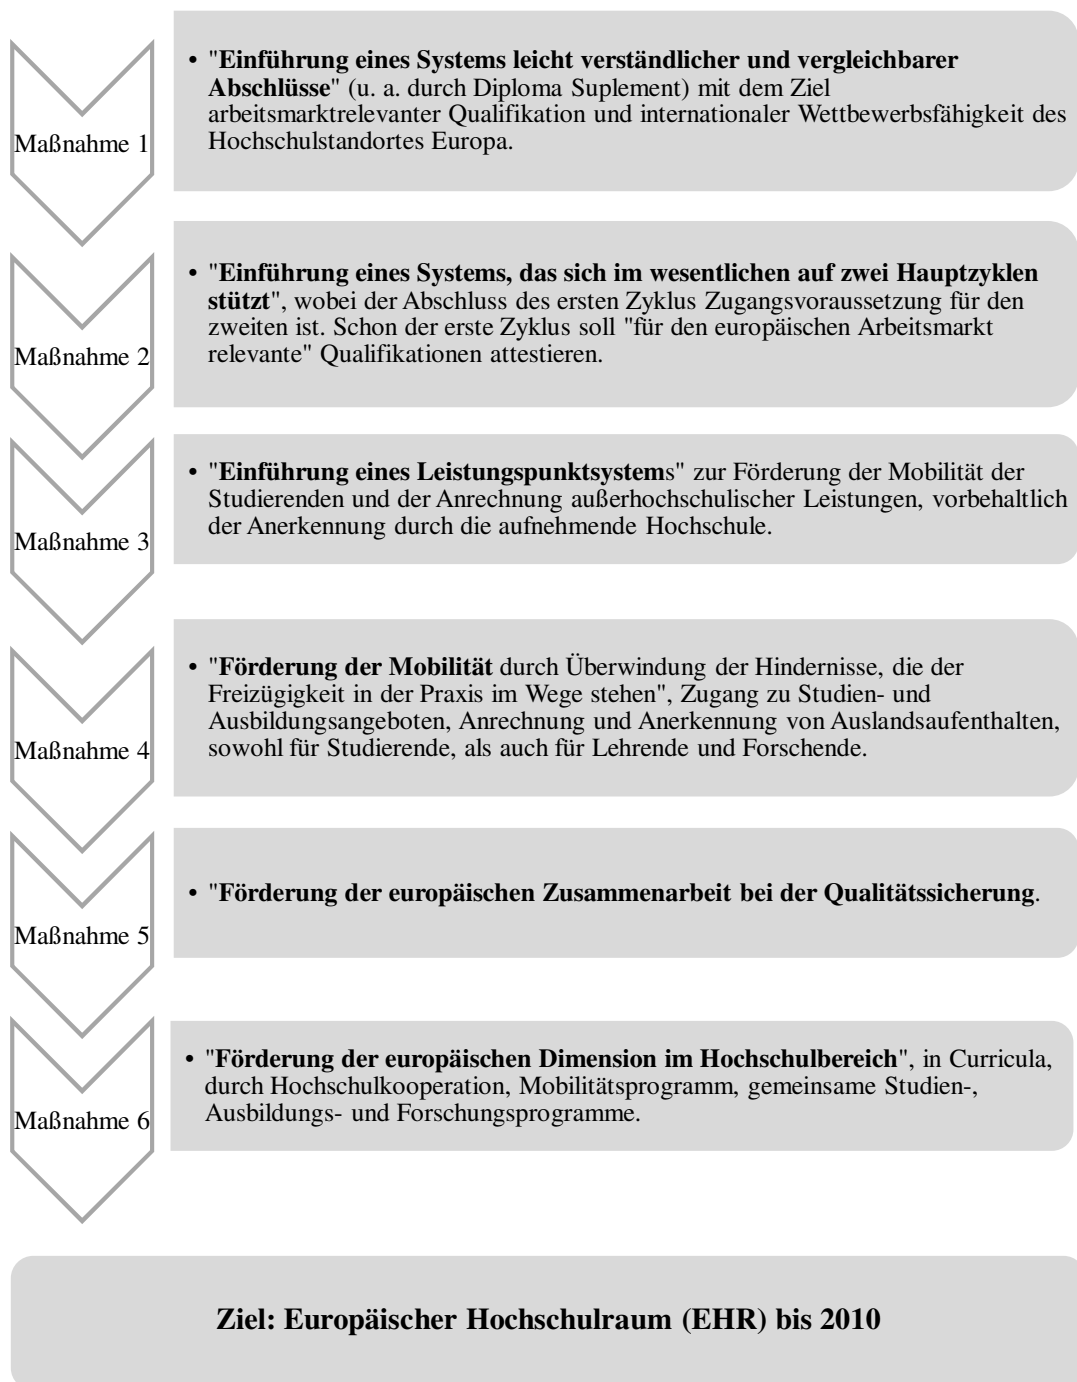 Maßnahme 1
• "Einführung eines Systems leicht verständlicher und vergleichbarer
Abschlüsse" (u. a. durch Diploma Suplement) mit dem Ziel
arbeitsmarktrelevanter Qualifikation und internationaler Wettbewerbsfähigkeit des
Hochschulstandortes Europa.
Maßnahme 2
• "Einführung eines Systems, das sich im wesentlichen auf zwei Hauptzyklen
stützt", wobei der Abschluss des ersten Zyklus Zugangsvoraussetzung für den
zweiten ist. Schon der erste Zyklus soll "für den europäischen Arbeitsmarkt
relevante" Qualifikationen attestieren.
Maßnahme 3
• "Einführung eines Leistungspunktsystems" zur Förderung der Mobilität der
Studierenden und der Anrechnung außerhochschulischer Leistungen, vorbehaltlich
der Anerkennung durch die aufnehmende Hochschule.
Maßnahme 4
• "Förderung der Mobilität durch Überwindung der Hindernisse, die der
Freizügigkeit in der Praxis im Wege stehen", Zugang zu Studien- und
Ausbildungsangeboten, Anrechnung und Anerkennung von Auslandsaufenthalten,
sowohl für Studierende, als auch für Lehrende und Forschende.
Maßnahme 5
• "Förderung der europäischen Zusammenarbeit bei der Qualitätssicherung.
Maßnahme 6
• "Förderung der europäischen Dimension im Hochschulbereich", in Curricula,
durch Hochschulkooperation, Mobilitätsprogramm, gemeinsame Studien-,
Ausbildungs- und Forschungsprogramme.
Ziel: Europäischer Hochschulraum (EHR) bis 2010